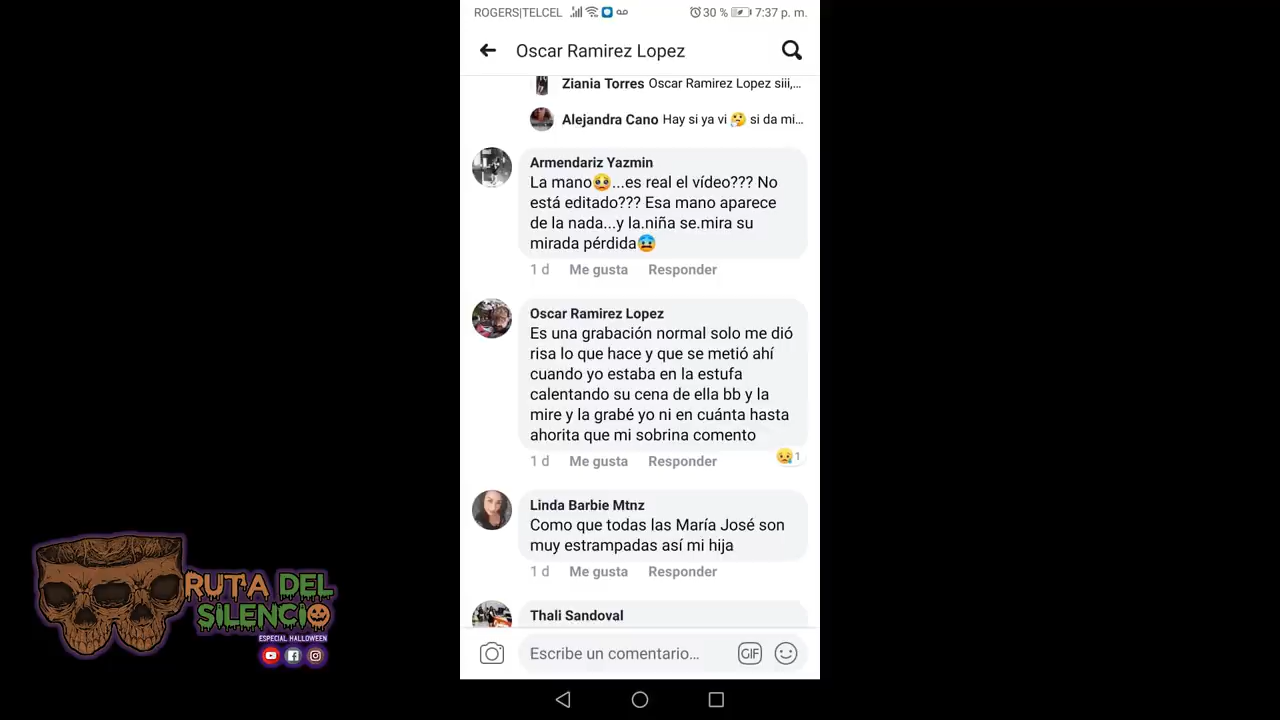 ROGERS|TELCEL 30 % 7:37 p. m.
Oscar Ramirez Lopez
Ziania Torres Oscar Ramirez Lopez siii,...
Alejandra Cano Hay si ya vi 🤔 si da mi...
Armendariz Yazmin
La mano🥺...es real el vídeo??? No
está editado??? Esa mano aparece
de la nada...y la.niña se.mira su
mirada pérdida😰
1 d Me gusta Responder
Oscar Ramirez Lopez
Es una grabación normal solo me dió
risa lo que hace y que se metió ahí
cuando yo estaba en la estufa
calentando su cena de ella bb y la
mire y la grabé yo ni en cuánta hasta
ahorita que mi sobrina comento
1 d Me gusta Responder 😢 1
Linda Barbie Mtnz
Como que todas las María José son
muy estrampadas así mi hija
1 d Me gusta Responder
Thali Sandoval
Escribe un comentario... GIF
RUTA DEL
SILENCIO
ESPECIAL HALLOWEEN